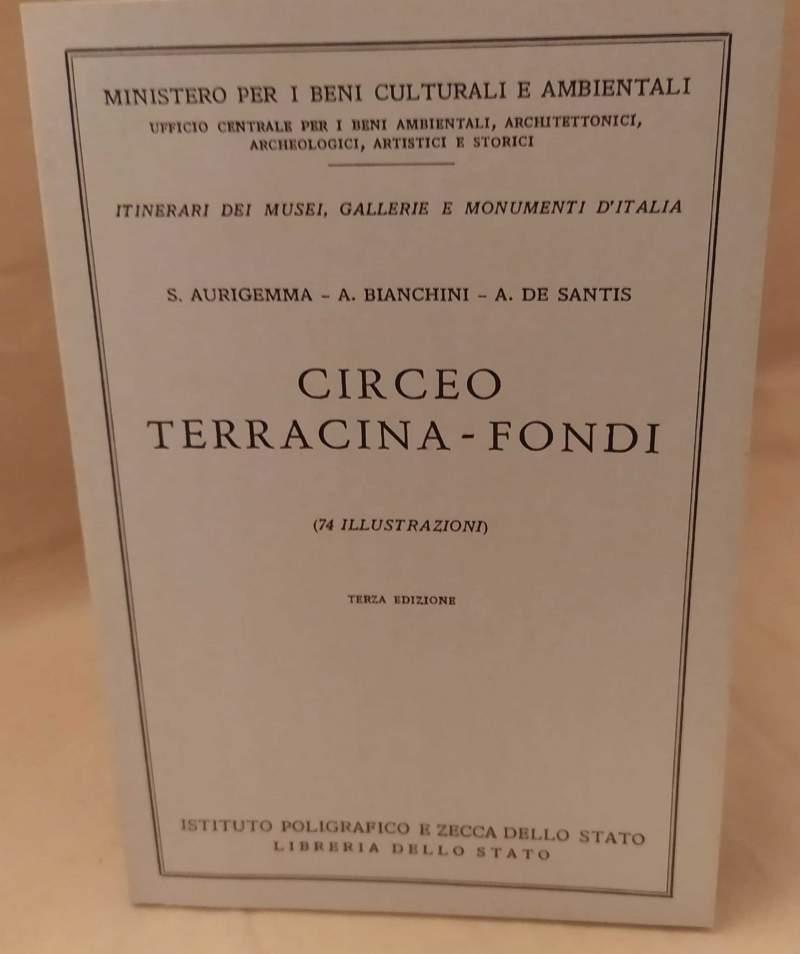 MINISTERO PER I BENI CULTURALI E AMBIENTALI
UFFICIO CENTRALE PER I BENI AMBIENTALI, ARCHITETTONICI,
ARCHEOLOGICI, ARTISTICI E STORICI
ITINERARI DEI MUSEI, GALLERIE E MONUMENTI D'ITALIA
S. AURIGEMMA – A. BIANCHINI – A. DE SANTIS
CIRCEO
TERRACINA - FONDI
(74 ILLUSTRAZIONI)
TERZA EDIZIONE
ISTITUTO POLIGRAFICO E ZECCA DELLO STATO
LIBRERIA DELLO STATO